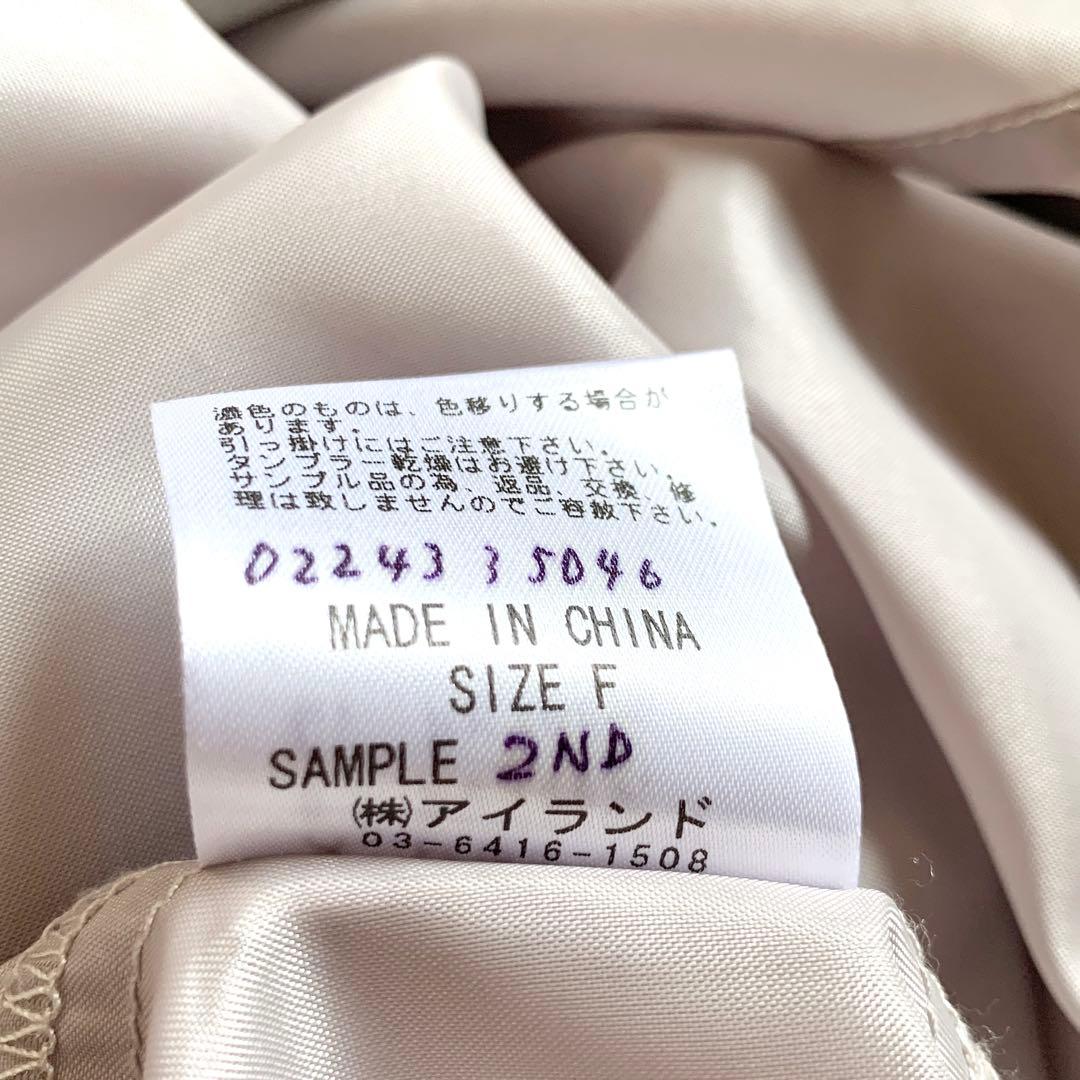 濃色のものは、色移りする場合が
あります.
引っ掛けにはご注意下さい.
タンブラー乾燥はお避け下さい.
サンプル品の為、返品、交換、修
理は致しませんのでご容赦下さい.
02243 35046
MADE IN CHINA
SIZE F
SAMPLE 2ND
(株)アイランド
03-6416-1508